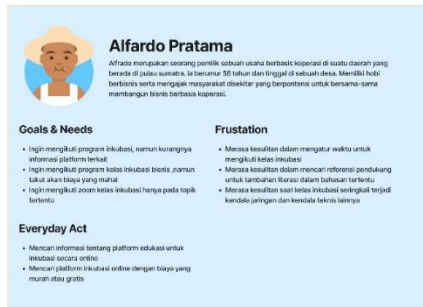 Alfardo Pratama
Alfrado merupakan seorang pemilik sebuah usaha berbasis koperasi di suatu daerah yang
berada di pulau sumatra. ia berumur 56 tahun dan tinggal di sebuah desa. Memiliki hobi
berbisnis serta mengajak masyarakat disekitar yang berpontensi untuk bersama-sama
mambangun bisnis berbasis koperasi.
Goals & Needs
• Ingin mengikuti program inkubasi, namun kurangnya
informasi platform terkait
• Ingin mengikuti program kelas inkubasi bisnis ,namun
takut akan biaya yang mahal
• Ingin mengikuti zoom kelas inkubasi hanya pada topik
tertentu
Frustation
• Merasa kesulitan dalam mengatur waktu untuk
mengikuti kelas inkubasi
• Merasa kesulitan dalam mencari referensi pendukung
untuk tambahan literasi dalam bahasan tertentu
• Merasa kesulitan saat kelas inkubasi seringkali terjadi
kendala jaringan dan kendala teknis lainnya
Everyday Act
• Mencari informasi tentang platform edukasi untuk
inkubasi secara online
• Mencari platform inkubasi online dengan biaya yang
murah atau gratis